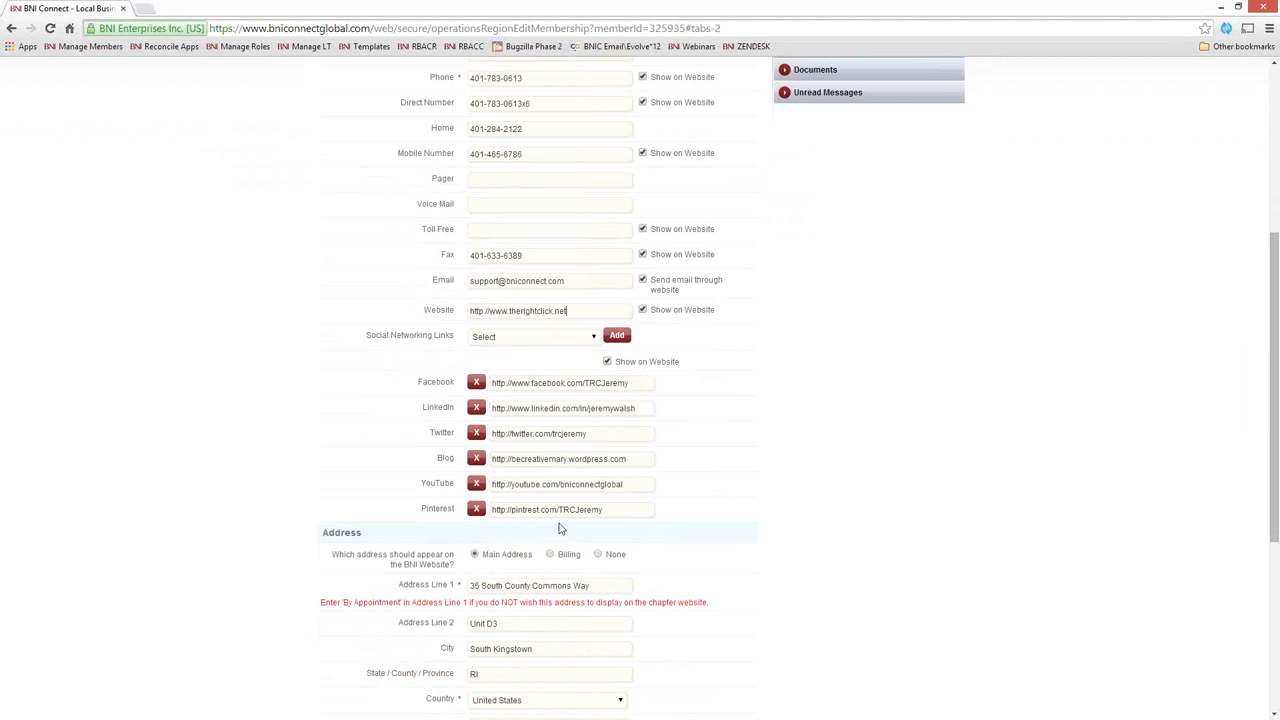 BNI BNI Connect - Local Busin
BNI Enterprises Inc. [US]
https://www.bniconnectglobal.com/web/secure/operationsRegionEditMembership?memberId=325935#tabs-2
Apps BNI Manage Members BNI Reconcile Apps BNI Manage Roles BNI Manage LT BNI Templates BNI RBACR BNI RBACC Bugzilla Phase 2 BNIC Email\Evolve*12 BNI Webinars BNI ZENDESK Other bookmarks
Documents
Unread Messages
Phone * 401-783-0613 Show on Website
Direct Number 401-783-0613x6 Show on Website
Home 401-284-2122
Mobile Number 401-465-6786 Show on Website
Pager
Voice Mail
Toll Free Show on Website
Fax 401-633-6389 Show on Website
Email support@bniconnect.com Send email through
website
Website http://www.therightclick.net Show on Website
Social Networking Links Select Add
Show on Website
Facebook X http://www.facebook.com/TRCJeremy
LinkedIn X http://www.linkedin.com/in/jeremywalsh
Twitter X http://twitter.com/trcjeremy
Blog X http://becreativemary.wordpress.com
YouTube X http://youtube.com/bniconnectglobal
Pinterest X http://pintrest.com/TRCJeremy
Address
Which address should appear on Main Address Billing None
the BNI Website?
Address Line 1 * 35 South County Commons Way
Enter 'By Appointment' in Address Line 1 if you do NOT wish this address to display on the chapter website.
Address Line 2 Unit D3
City South Kingstown
State / County / Province RI
Country * United States